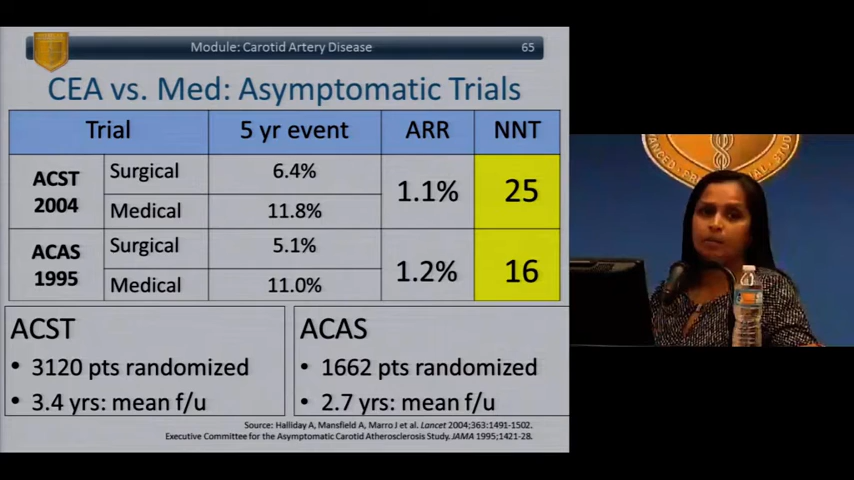 Module: Carotid Artery Disease 65
CEA vs. Med: Asymptomatic Trials
Trial 5 yr event ARR NNT
ACST 2004 Surgical 6.4% 1.1% 25
Medical 11.8%
ACAS 1995 Surgical 5.1% 1.2% 16
Medical 11.0%
ACST
• 3120 pts randomized
• 3.4 yrs: mean f/u
ACAS
• 1662 pts randomized
• 2.7 yrs: mean f/u
Source: Halliday A, Mansfield A, Marro J et al. Lancet 2004;363:1491-1502.
Executive Committee for the Asymptomatic Carotid Atherosclerosis Study. JAMA 1995;1421-28.